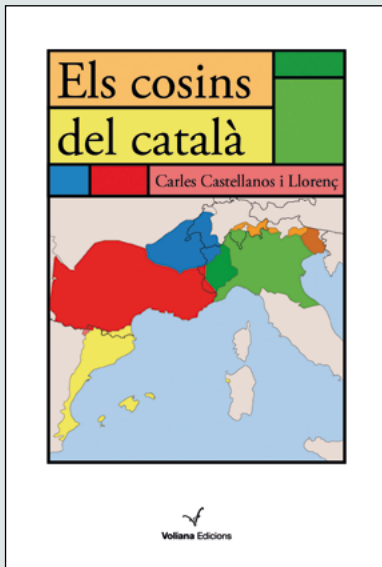 Els cosins
del català
Carles Castellanos i Llorenç
Voliana Edicions